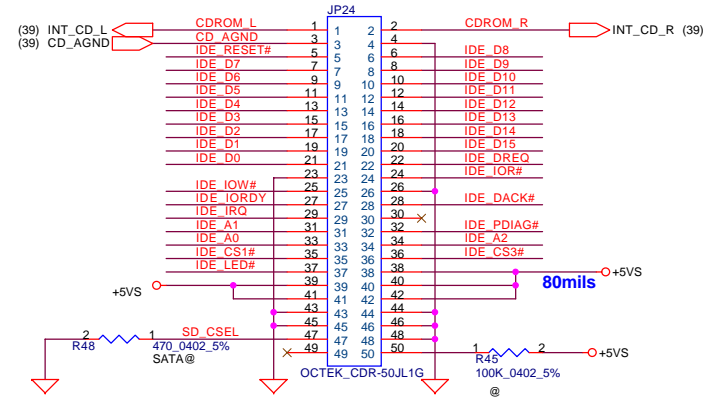 JP24
(39) INT_CD_L CDROM_L 1 1 2 2 CDROM_R INT_CD_R (39)
(39) CD_AGND CD_AGND 3 3 4 4
IDE_RESET# 5 5 6 6 IDE_D8
IDE_D7 7 7 8 8 IDE_D9
IDE_D6 9 9 10 10 IDE_D10
IDE_D5 11 11 12 12 IDE_D11
IDE_D4 13 13 14 14 IDE_D12
IDE_D3 15 15 16 16 IDE_D13
IDE_D2 17 17 18 18 IDE_D14
IDE_D1 19 19 20 20 IDE_D15
IDE_D0 21 21 22 22 IDE_DREQ
23 23 24 24 IDE_IOR#
IDE_IOW# 25 25 26 26
IDE_IORDY 27 27 28 28 IDE_DACK#
IDE_IRQ 29 29 30 30
IDE_A1 31 31 32 32 IDE_PDIAG#
IDE_A0 33 33 34 34 IDE_A2
IDE_CS1# 35 35 36 36 IDE_CS3#
IDE_LED# 37 37 38 38 +5VS
+5VS 39 39 40 40 80mils
41 41 42 42
43 43 44 44
45 45 46 46
2 1 SD_CSEL 47 47 48 48
R48 470_0402_5% 49 49 50 50 1 R45 2 +5VS
SATA@ OCTEK_CDR-50JL1G 100K_0402_5%
@